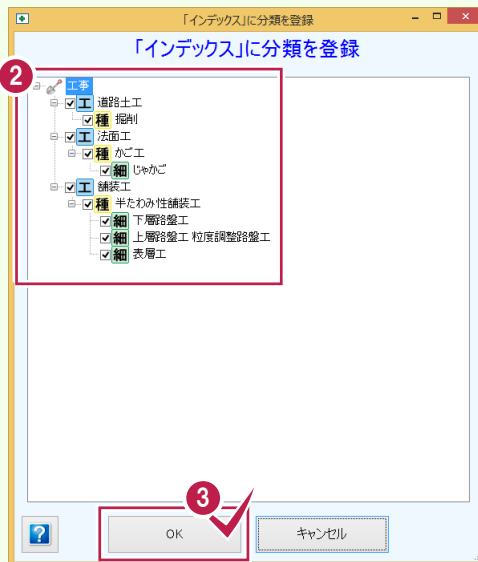 「インデックス」に分類を登録
「インデックス」に分類を登録
2
工事
工 道路土工
種 掘削
工 法面工
種 かご工
細 じゃかご
工 舗装工
種 半たわみ性舗装工
細 下層路盤工
細 上層路盤工 粒度調整路盤工
細 表層工
3
?
OK
キャンセル